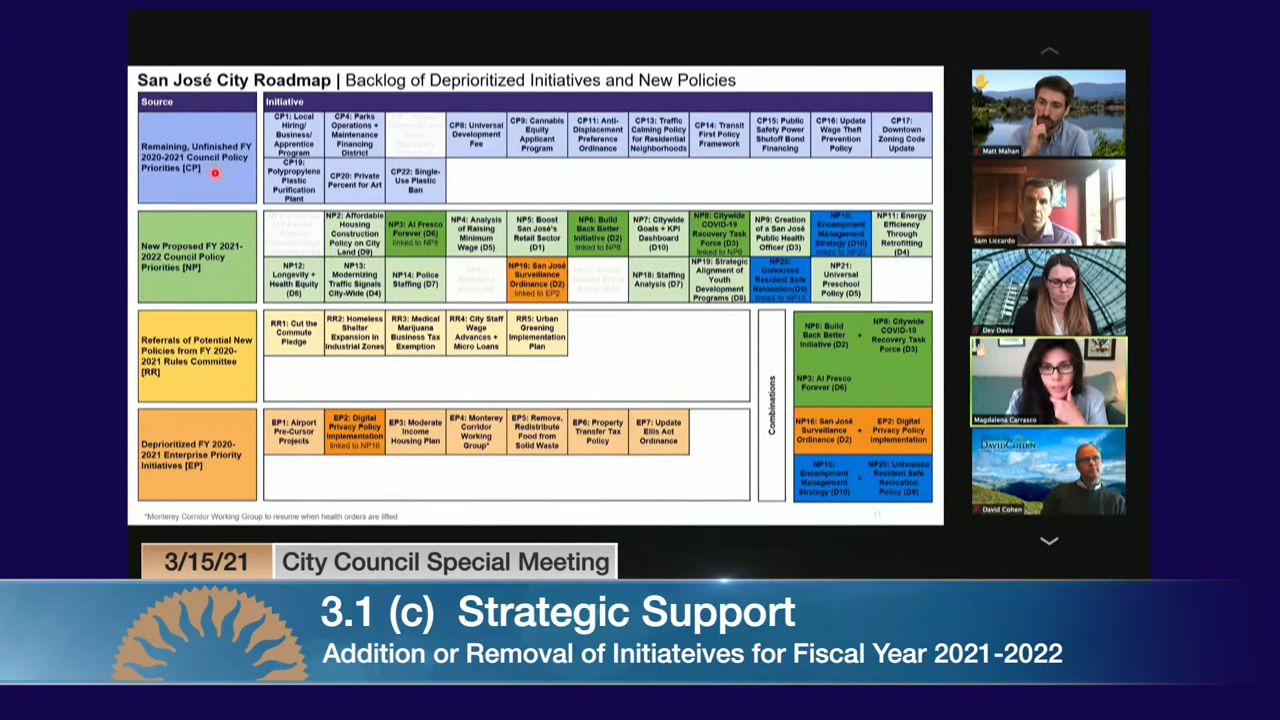 San José City Roadmap | Backlog of Deprioritized Initiatives and New Policies
Source
Initiative
Remaining, Unfinished FY
2020-2021 Council Policy
Priorities [CP]
CP1: Local
Hiring/
Business/
Apprentice
Program
CP4: Parks
Operations +
Maintenance
Financing
District
CP8: Universal
Development
Fee
CP9: Cannabis
Equity
Applicant
Program
CP11: Anti-
Displacement
Preference
Ordinance
CP13: Traffic
Calming Policy
for Residential
Neighborhoods
CP14: Transit
First Policy
Framework
CP15: Public
Safety Power
Shutoff Bond
Financing
CP16: Update
Wage Theft
Prevention
Policy
CP17:
Downtown
Zoning Code
Update
CP19:
Polypropylene
Plastic
Purification
Plant
CP20: Private
Percent for Art
CP22: Single-
Use Plastic
Ban
New Proposed FY 2021-
2022 Council Policy
Priorities [NP]
NP2: Affordable
Housing
Construction
Policy on City
Land (D9)
NP3: Al Fresco
Forever (D6)
linked to NP8
NP4: Analysis
of Raising
Minimum
Wage (D5)
NP5: Boost
San José's
Retail Sector
(D1)
NP6: Build
Back Better
Initiative (D2)
linked to NP8
NP7: Citywide
Goals + KPI
Dashboard
(D10)
NP8: Citywide
COVID-19
Recovery Task
Force (D3)
linked to NP6
NP9: Creation
of a San José
Public Health
Officer (D3)
NP10:
Encampment
Management
Strategy (D10)
linked to NP20
NP11: Energy
Efficiency
Through
Retrofitting
(D4)
NP12:
Longevity +
Health Equity
(D6)
NP13:
Modernizing
Traffic Signals
City-Wide (D4)
NP14: Police
Staffing (D7)
NP16: San José
Surveillance
Ordinance (D2)
linked to EP2
NP18: Staffing
Analysis (D7)
NP19: Strategic
Alignment of
Youth
Development
Programs (D8)
NP20:
Unhoused
Resident Safe
Relocation(D9)
linked to NP10
NP21:
Universal
Preschool
Policy (D5)
Referrals of Potential New
Policies from FY 2020-
2021 Rules Committee
[RR]
RR1: Cut the
Commute
Pledge
RR2: Homeless
Shelter
Expansion in
Industrial Zones
RR3: Medical
Marijuana
Business Tax
Exemption
RR4: City Staff
Wage
Advances +
Micro Loans
RR5: Urban
Greening
Implementation
Plan
Deprioritized FY 2020-
2021 Enterprise Priority
Initiatives [EP]
EP1: Airport
Pre-Cursor
Projects
EP2: Digital
Privacy Policy
Implementation
linked to NP16
EP3: Moderate
Income
Housing Plan
EP4: Monterey
Corridor
Working
Group*
EP5: Remove,
Redistribute
Food from
Solid Waste
EP6: Property
Transfer Tax
Policy
EP7: Update
Ellis Act
Ordinance
Combinations
NP6: Build
Back Better
Initiative (D2)
+
NP8: Citywide
COVID-19
Recovery Task
Force (D3)
NP3: Al Fresco
Forever (D6)
NP16: San José
Surveillance
Ordinance (D2)
+
EP2: Digital
Privacy Policy
Implementation
NP10:
Encampment
Management
Strategy (D10)
+
NP20: Unhoused
Resident Safe
Relocation
Policy (D9)
*Monterey Corridor Working Group to resume when health orders are lifted
11
Matt Mahan
Sam Liccardo
Dev Davis
Magdalena Carrasco
DAVID COHEN
David Cohen
3/15/21
City Council Special Meeting
3.1 (c) Strategic Support
Addition or Removal of Initiateives for Fiscal Year 2021-2022